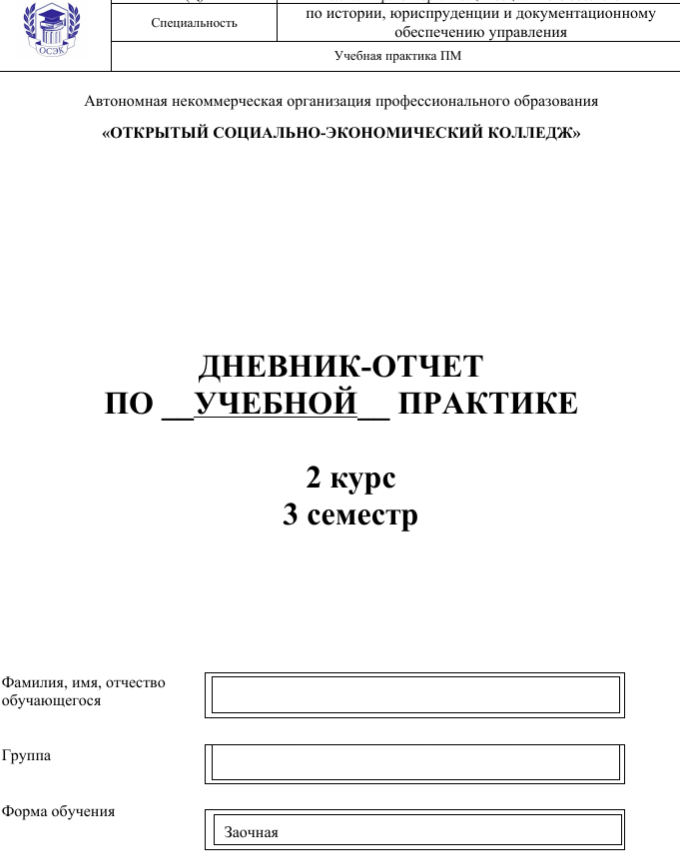 ОСЭК
Специальность
по истории, юриспруденции и документационному
обеспечению управления
Учебная практика ПМ
Автономная некоммерческая организация профессионального образования
«ОТКРЫТЫЙ СОЦИАЛЬНО-ЭКОНОМИЧЕСКИЙ КОЛЛЕДЖ»
ДНЕВНИК-ОТЧЕТ
ПО __УЧЕБНОЙ__ ПРАКТИКЕ
2 курс
3 семестр
Фамилия, имя, отчество
обучающегося
Группа
Форма обучения
Заочная